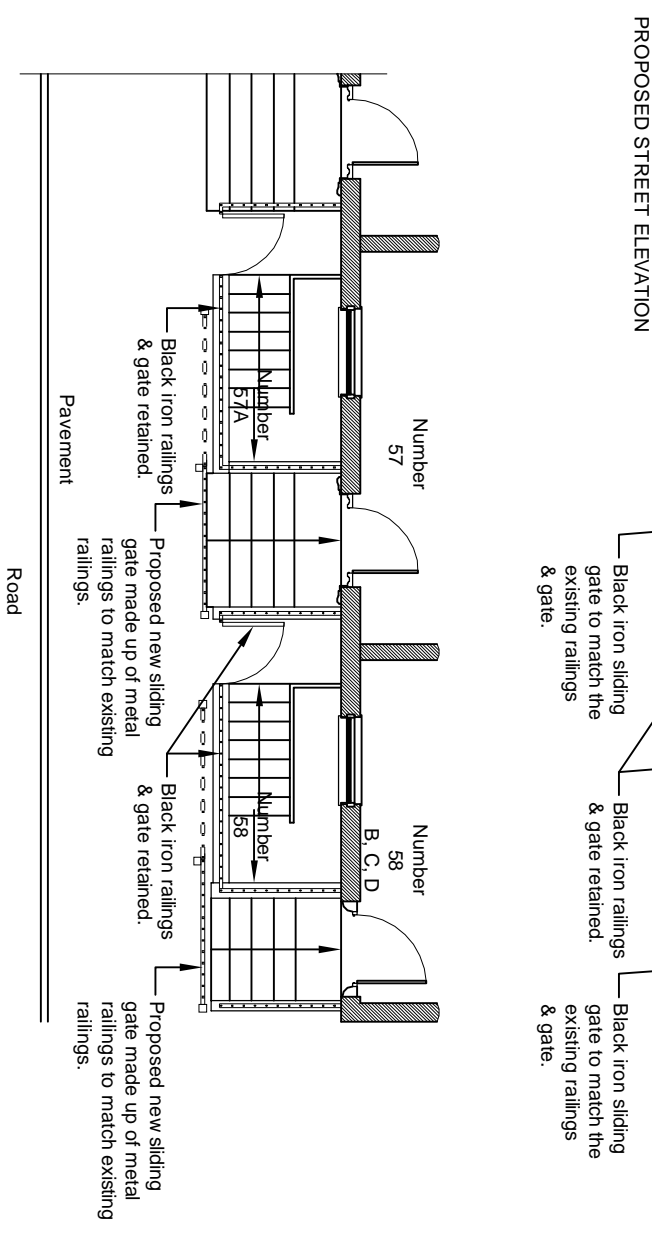 PROPOSED STREET ELEVATION
Black iron sliding
gate to match the
existing railings
& gate.
Black iron railings
& gate retained.
Black iron sliding
gate to match the
existing railings
& gate.
Number
57
Number
58
B, C, D
Number
57A
Number
58
Black iron railings
& gate retained.
Proposed new sliding
gate made up of metal
railings to match existing
railings.
Black iron railings
& gate retained.
Proposed new sliding
gate made up of metal
railings to match existing
railings.
Pavement
Road